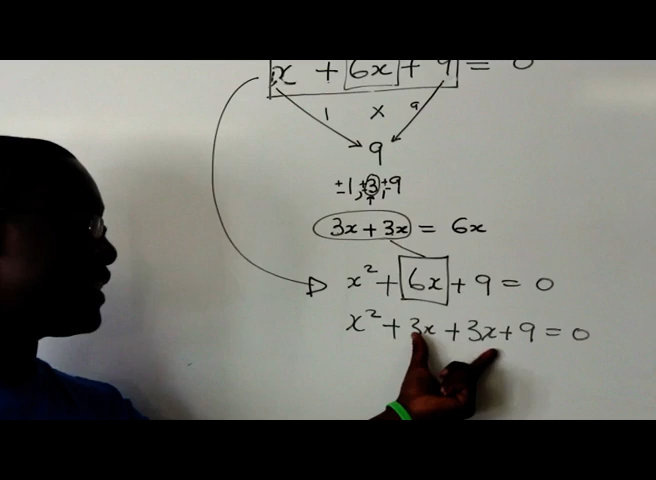 x + 6x + 9 = 0
1 x 9
9
±1, ±3, ±9
3x + 3x = 6x
x² + 6x + 9 = 0
x² + 3x + 3x + 9 = 0